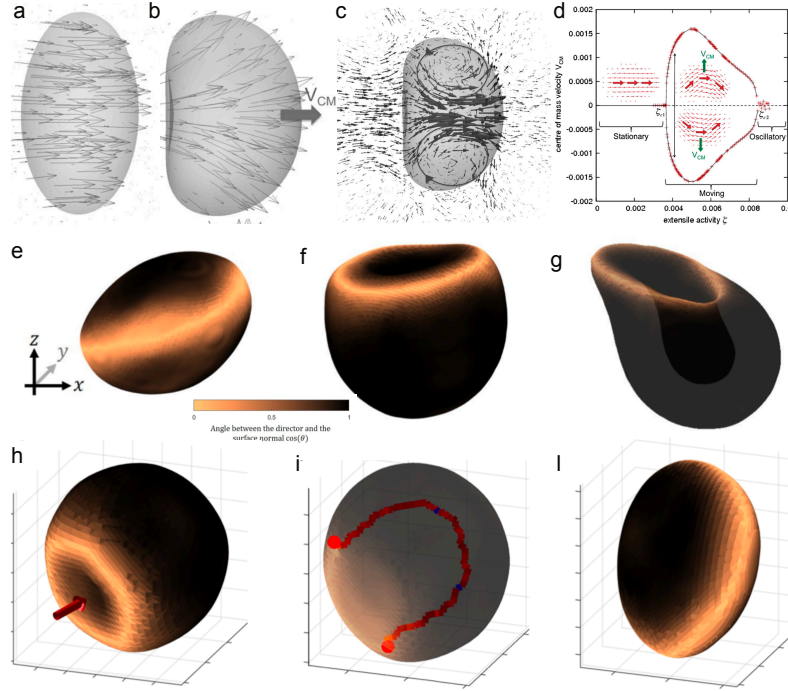 a
b
c
d
V_CM
centre of mass velocity V_CM
0.002
0.0015
0.001
0.0005
0
-0.0005
-0.001
-0.0015
-0.002
V_CM
ζ_c1
ζ_c2
Stationary
V_CM
Oscillatory
Moving
0
0.002
0.004
0.006
0.008
extensile activity ζ
e
f
g
z
y
x
0
0.5
1
Angle between the director and the
surface normal cos(θ)
h
i
l